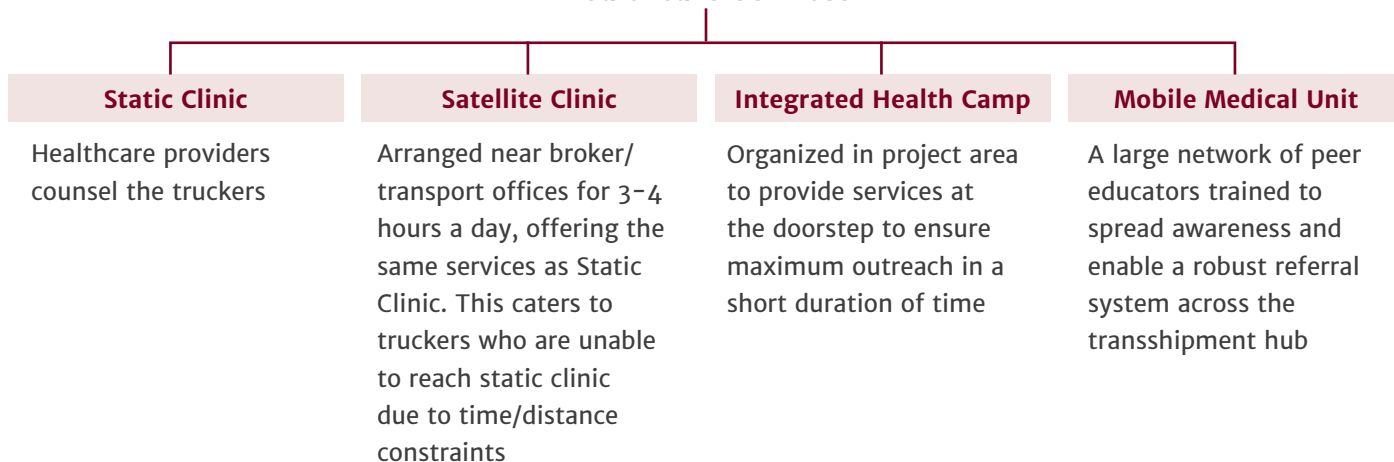 Static Clinic
Healthcare providers
counsel the truckers
Satellite Clinic
Arranged near broker/
transport offices for 3-4
hours a day, offering the
same services as Static
Clinic. This caters to
truckers who are unable
to reach static clinic
due to time/distance
constraints
Integrated Health Camp
Organized in project area
to provide services at
the doorstep to ensure
maximum outreach in a
short duration of time
Mobile Medical Unit
A large network of peer
educators trained to
spread awareness and
enable a robust referral
system across the
transshipment hub